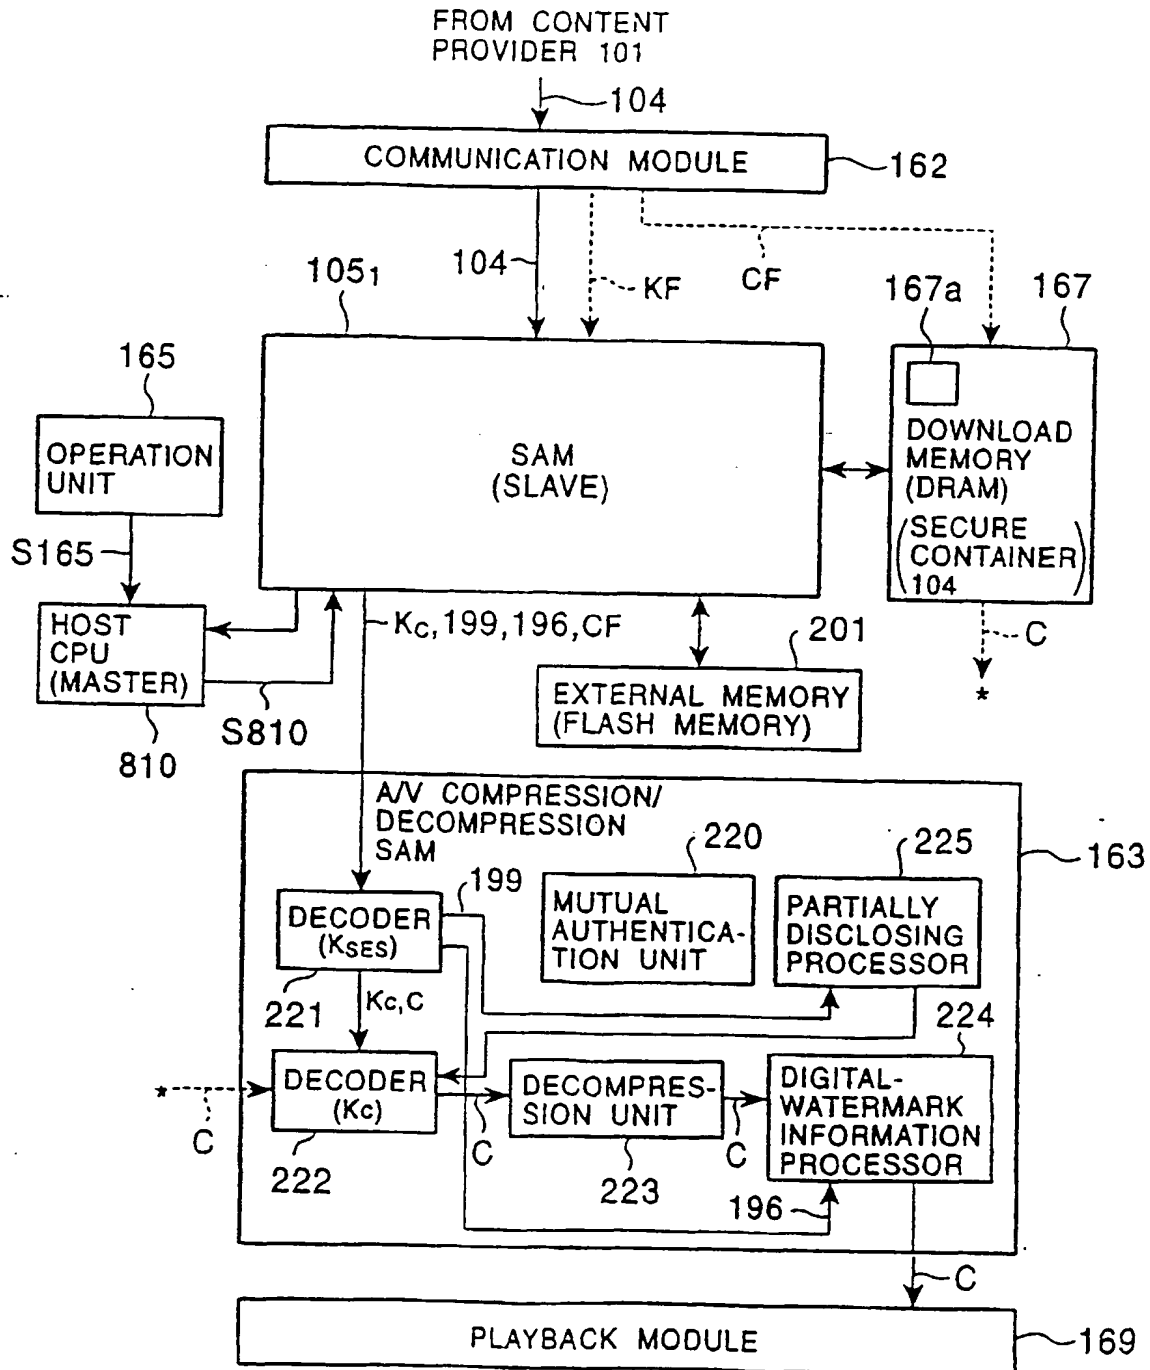 FROM CONTENT
PROVIDER 101
104
COMMUNICATION MODULE
162
104
KF
CF
105₁
167a
167
165
OPERATION
UNIT
SAM
(SLAVE)
DOWNLOAD
MEMORY
(DRAM)
(SECURE
CONTAINER
104)
S165
HOST
CPU
(MASTER)
Kc, 199, 196, CF
201
C
*
EXTERNAL MEMORY
(FLASH MEMORY)
S810
810
A/V COMPRESSION/
DECOMPRESSION
SAM
163
199
220
225
DECODER
(KSES)
MUTUAL
AUTHENTICA-
TION UNIT
PARTIALLY
DISCLOSING
PROCESSOR
221
Kc, C
224
*
C
DECODER
(Kc)
222
C
DECOMPRES-
SION UNIT
223
C
DIGITAL-
WATERMARK
INFORMATION
PROCESSOR
196
C
PLAYBACK MODULE
169